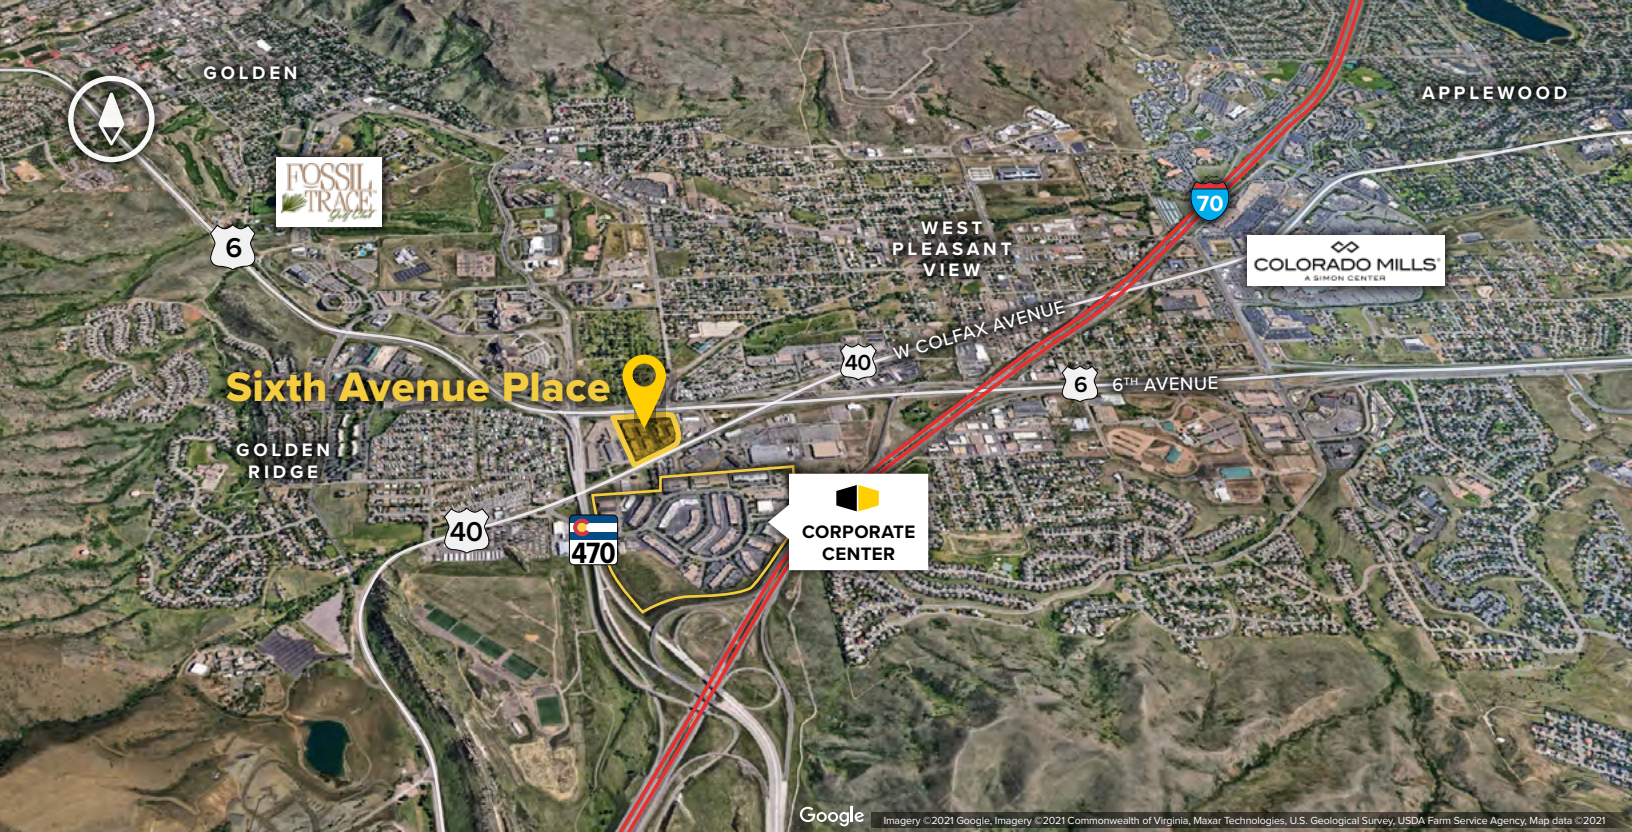 GOLDEN
APPLEWOOD
FOSSIL
TRACE
Golf Club
70
6
WEST
PLEASANT
VIEW
COLORADO MILLS®
A SIMON CENTER
W COLFAX AVENUE
40
6
6TH AVENUE
Sixth Avenue Place
GOLDEN
RIDGE
40
470
CORPORATE
CENTER
Google
Imagery ©2021 Google, Imagery ©2021 Commonwealth of Virginia, Maxar Technologies, U.S. Geological Survey, USDA Farm Service Agency, Map data ©2021